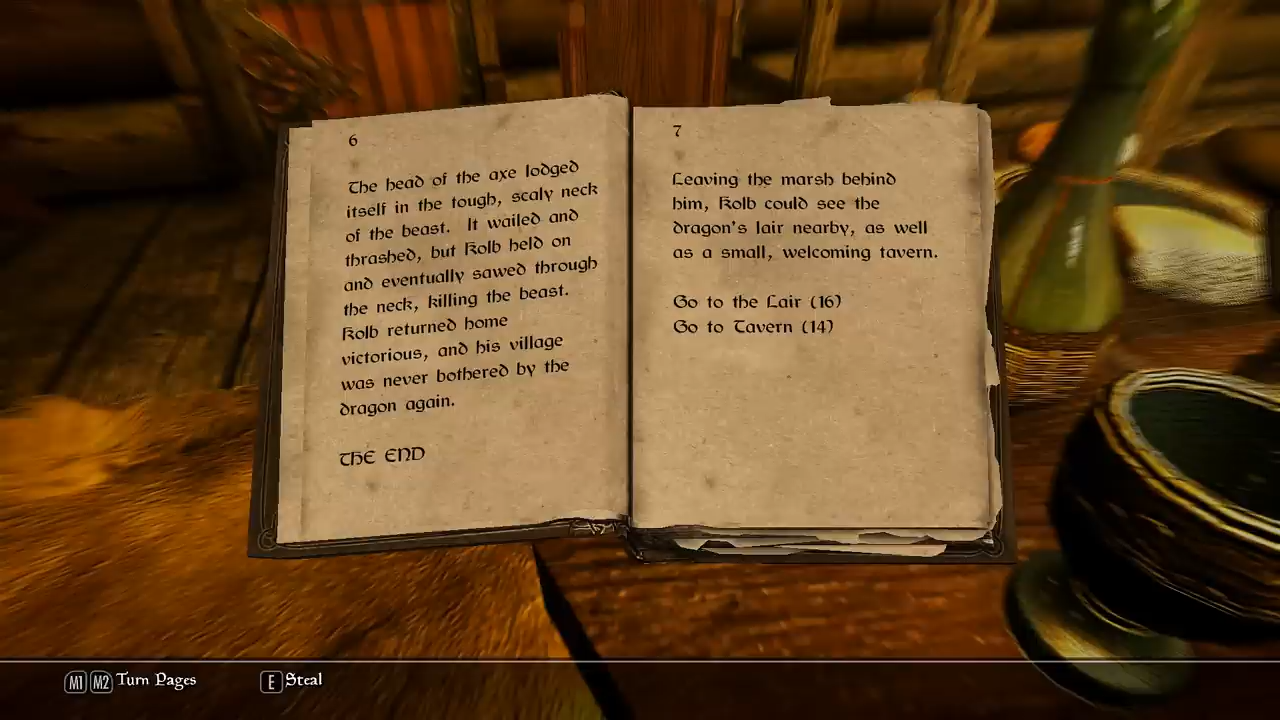 6
The head of the axe lodged
itself in the tough, scaly neck
of the beast. It wailed and
thrashed, but Kolb held on
and eventually sawed through
the neck, killing the beast.
Kolb returned home
victorious, and his village
was never bothered by the
dragon again.
THE END
7
Leaving the marsh behind
him, Kolb could see the
dragon's lair nearby, as well
as a small, welcoming tavern.
Go to the Lair (16)
Go to Tavern (14)
M1 M2 Turn Pages
E Steal